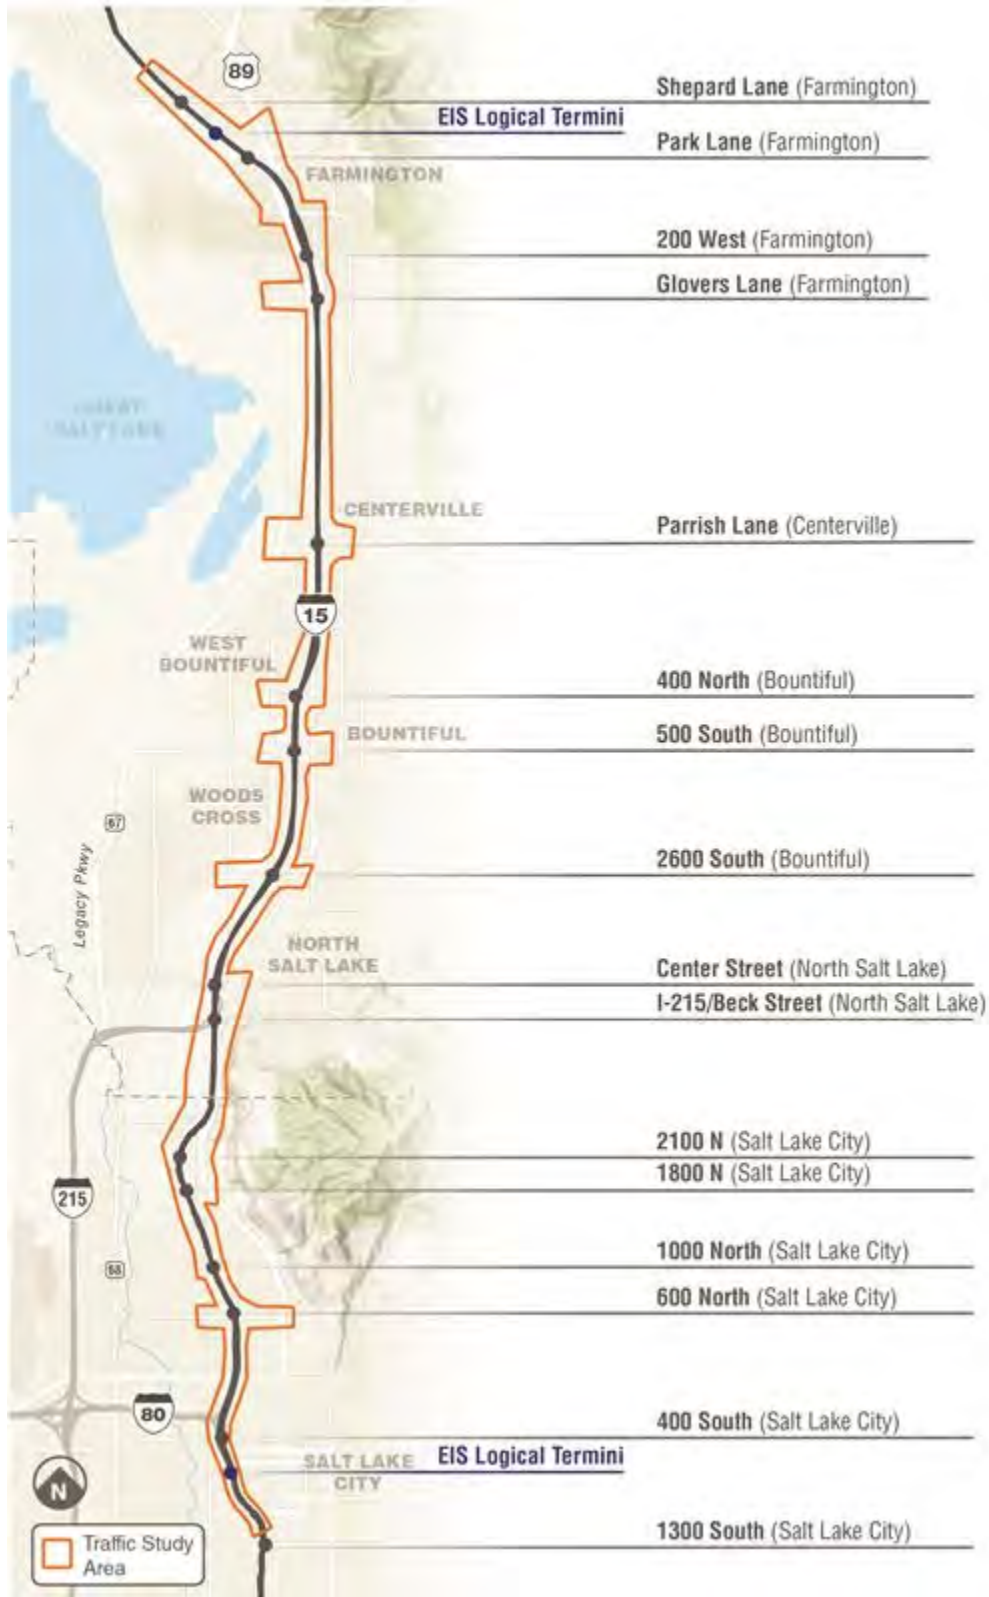 89
Shepard Lane (Farmington)
EIS Logical Termini
Park Lane (Farmington)
FARMINGTON
200 West (Farmington)
Glovers Lane (Farmington)
GREAT
SALT LAKE
CENTERVILLE
Parrish Lane (Centerville)
15
WEST
BOUNTIFUL
400 North (Bountiful)
BOUNTIFUL
500 South (Bountiful)
WOODS
CROSS
67
Legacy Pkwy
2600 South (Bountiful)
NORTH
SALT LAKE
Center Street (North Salt Lake)
I-215/Beck Street (North Salt Lake)
2100 N (Salt Lake City)
1800 N (Salt Lake City)
215
1000 North (Salt Lake City)
68
600 North (Salt Lake City)
80
400 South (Salt Lake City)
SALT LAKE
CITY
EIS Logical Termini
N
1300 South (Salt Lake City)
Traffic Study
Area